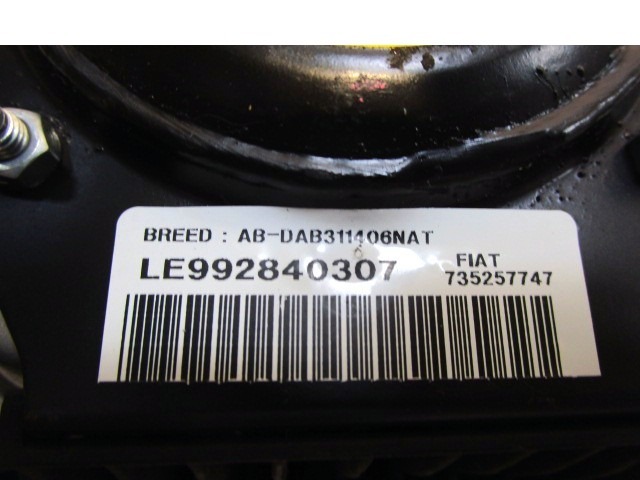 BREED : AB-DAB311406NAT
LE992840307
FIAT
735257747